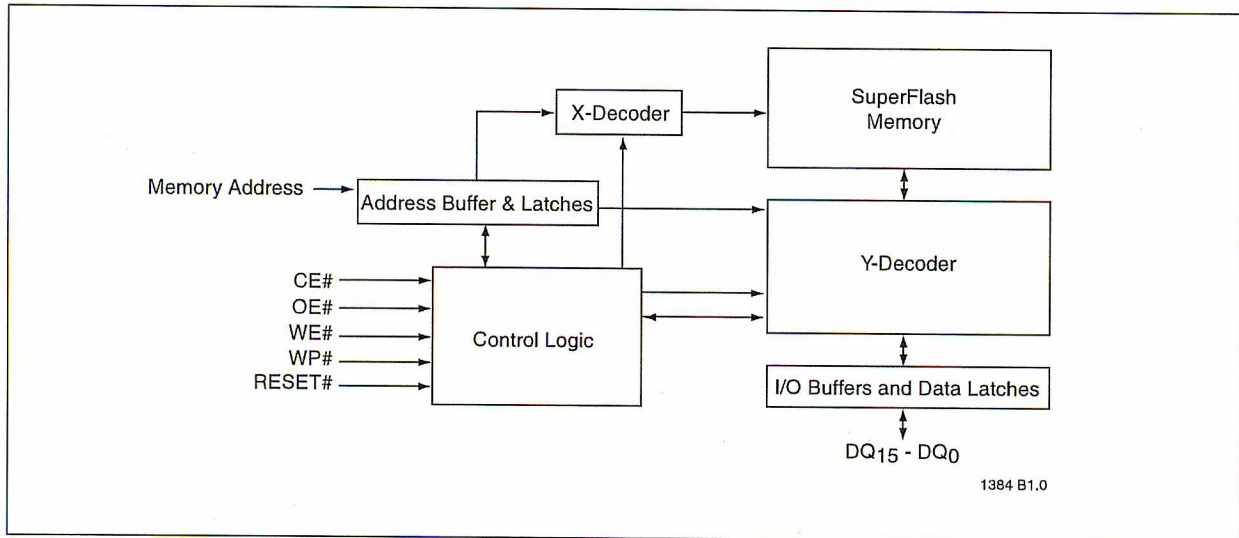 X-Decoder
SuperFlash
Memory
Memory Address
Address Buffer & Latches
Y-Decoder
CE#
OE#
WE#
WP#
RESET#
Control Logic
I/O Buffers and Data Latches
DQ15 - DQ0
1384 B1.0